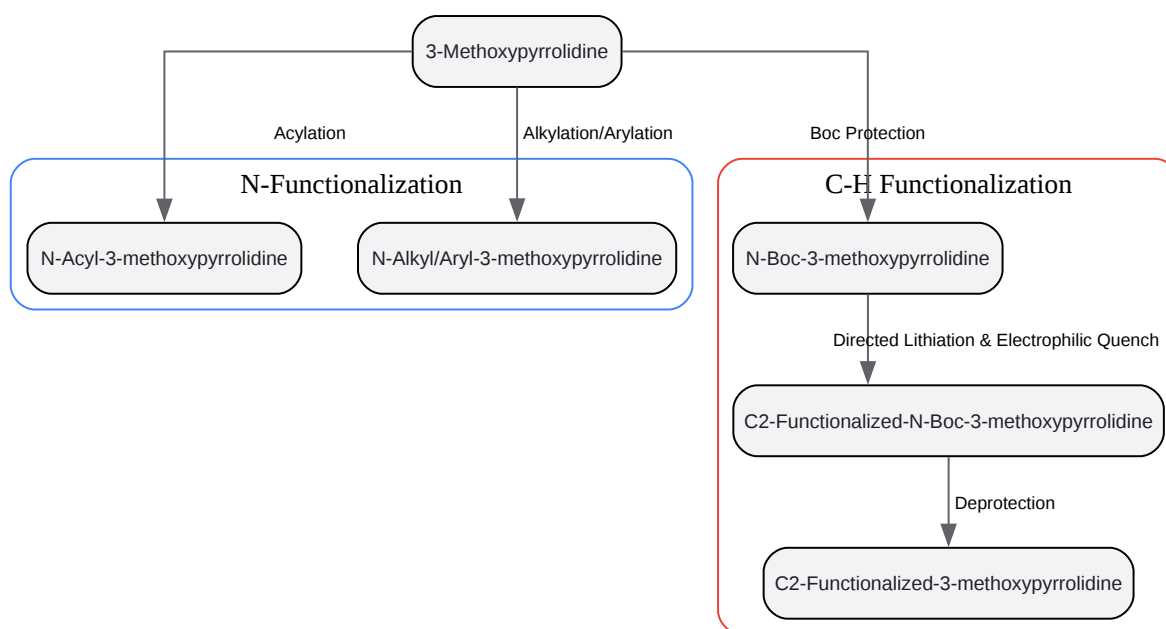 3-Methoxypyrrolidine
Acylation
Alkylation/Arylation
Boc Protection
N-Functionalization
C-H Functionalization
N-Acyl-3-methoxypyrrolidine
N-Alkyl/Aryl-3-methoxypyrrolidine
N-Boc-3-methoxypyrrolidine
Directed Lithiation & Electrophilic Quench
C2-Functionalized-N-Boc-3-methoxypyrrolidine
Deprotection
C2-Functionalized-3-methoxypyrrolidine